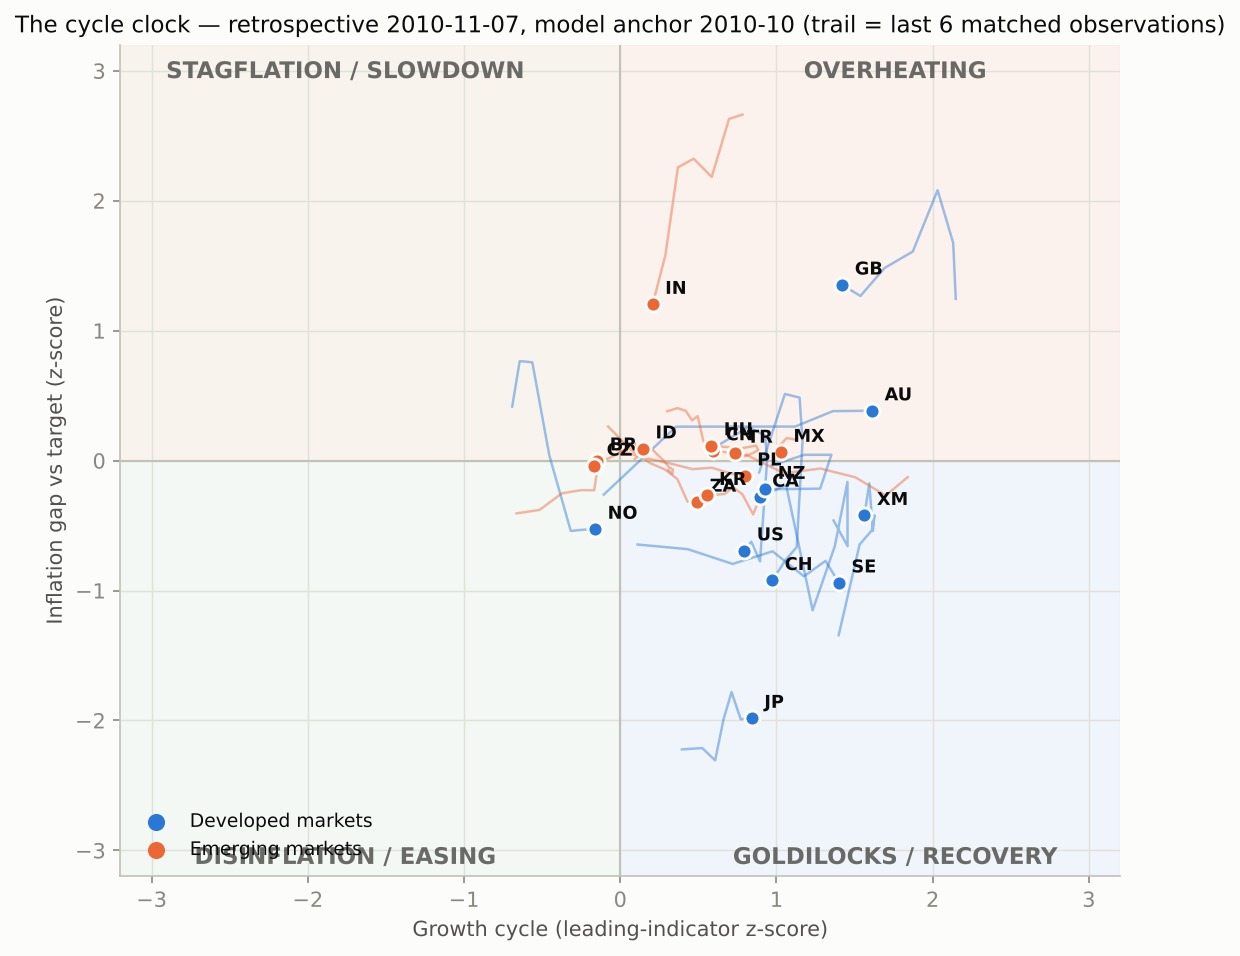 The cycle clock — retrospective 2010-11-07, model anchor 2010-10 (trail = last 6 matched observations)
STAGFLATION / SLOWDOWN
OVERHEATING
Inflation gap vs target (z-score)
3
2
1
0
−1
−2
−3
IN
GB
AU
HU
CN
TR
MX
ID
BR
CZ
PL
NZ
CA
KR
ZA
XM
NO
US
CH
SE
JP
Developed markets
Emerging markets
DISINFLATION / EASING
GOLDILOCKS / RECOVERY
−3
−2
−1
0
1
2
3
Growth cycle (leading-indicator z-score)